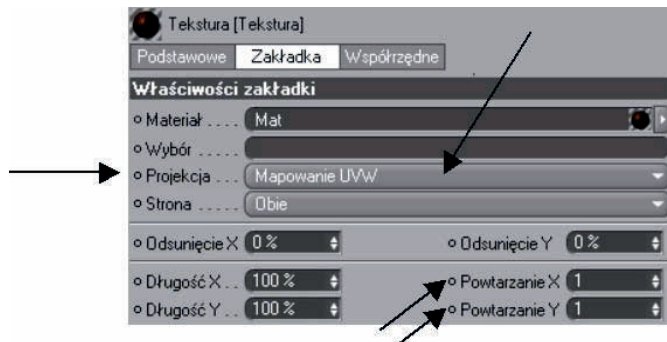 Tekstura [Tekstura]
Podstawowe Zakładka Współrzędne
Właściwości zakładki
Materiał . . . . Mat
Wybór . . . . .
Projekcja . . . Mapowanie UVW
Strona . . . . . Obie
Odsunięcie X 0 % Odsunięcie Y 0 %
Długość X . . 100 % Powtarzanie X 1
Długość Y . . 100 % Powtarzanie Y 1